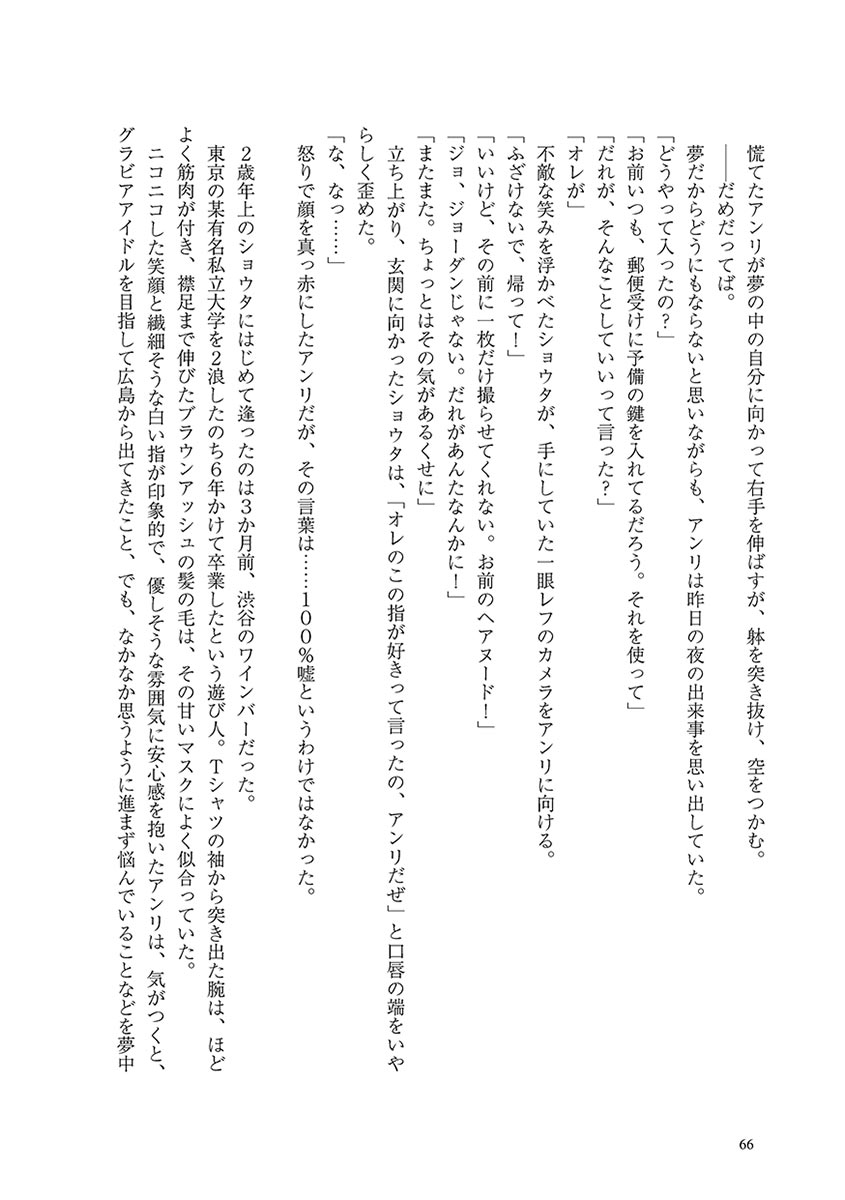 慌てたアンリが夢の中の自分に向かって右手を伸ばすが、躰を突き抜け、空をつかむ。
　――だめだってば。
　夢だからどうにもならないと思いながらも、アンリは昨日の夜の出来事を思い出していた。
「どうやって入ったの？」
「お前いつも、郵便受けに予備の鍵を入れてるだろう。それを使って」
「だれが、そんなことしていいって言った？」
「オレが」
　不敵な笑みを浮かべたショウタが、手にしていた一眼レフのカメラをアンリに向ける。
「ふざけないで、帰って！」
「いいけど、その前に一枚だけ撮らせてくれない。お前のヘアヌード！」
「ジョ、ジョーダンじゃない。だれがあんたなんかに！」
「またまた。ちょっとはその気があるくせに」
　立ち上がり、玄関に向かったショウタは、「オレのこの指が好きって言ったの、アンリだぜ」と口唇の端をいや
らしく歪めた。
「な、なっ……」
　怒りで顔を真っ赤にしたアンリだが、その言葉は……１００％嘘というわけではなかった。
　２歳年上のショウタにはじめて逢ったのは３か月前、渋谷のワインバーだった。
　東京の某有名私立大学を２浪したのち６年かけて卒業したという遊び人。Ｔシャツの袖から突き出た腕は、ほど
よく筋肉が付き、襟足まで伸びたブラウンアッシュの髪の毛は、その甘いマスクによく似合っていた。
　ニコニコした笑顔と繊細そうな白い指が印象的で、優しそうな雰囲気に安心感を抱いたアンリは、気がつくと、
グラビアアイドルを目指して広島から出てきたこと、でも、なかなか思うように進まず悩んでいることなどを夢中
66